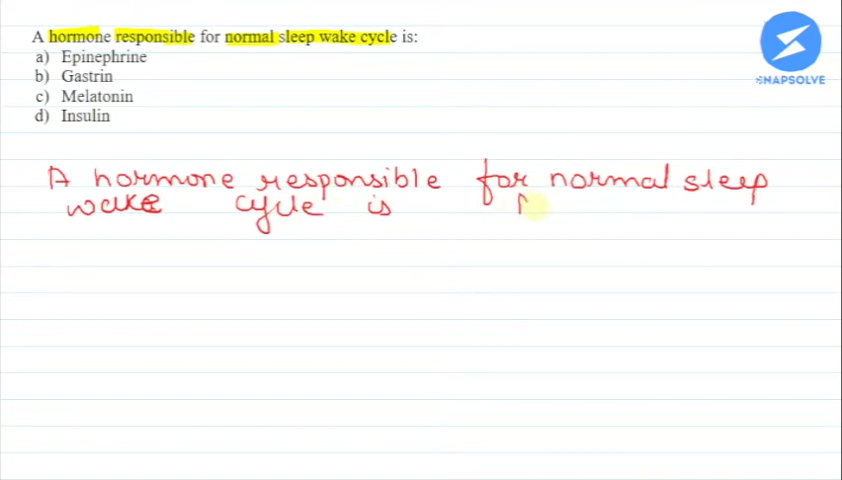 A hormone responsible for normal sleep wake cycle is:
a) Epinephrine
b) Gastrin
c) Melatonin
d) Insulin
SNAPSOLVE
A hormone responsible for normal sleep
wake cycle is